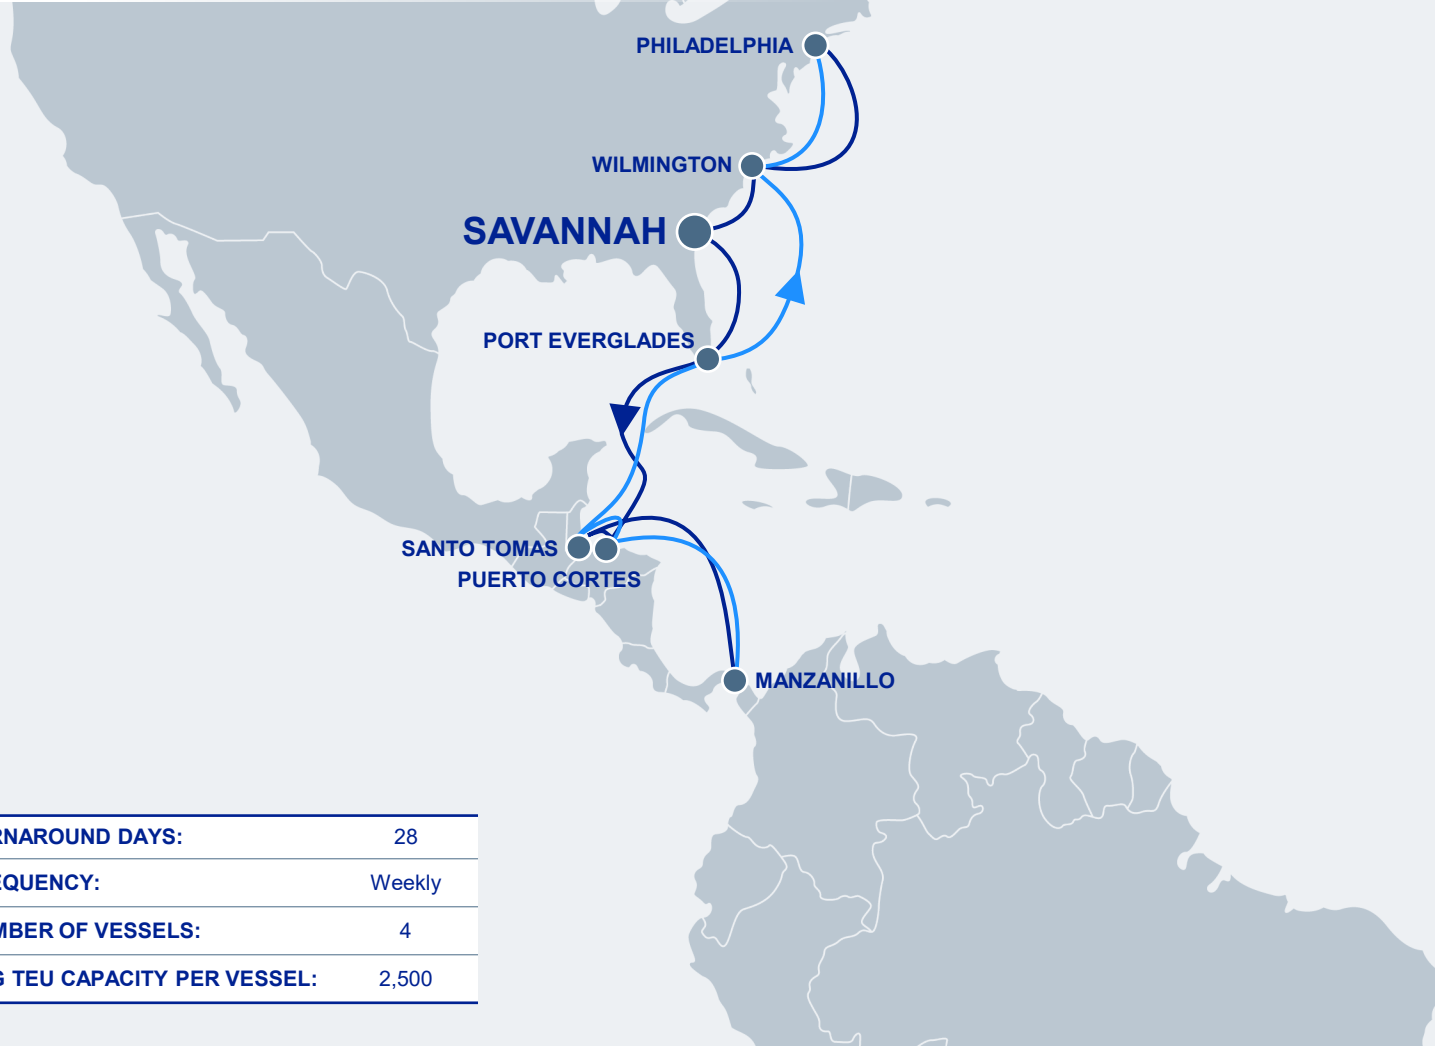 PHILADELPHIA
WILMINGTON
SAVANNAH
PORT EVERGLADES
SANTO TOMAS
PUERTO CORTES
MANZANILLO
RNAROUND DAYS: 28
EQUENCY: Weekly
MBER OF VESSELS: 4
G TEU CAPACITY PER VESSEL: 2,500